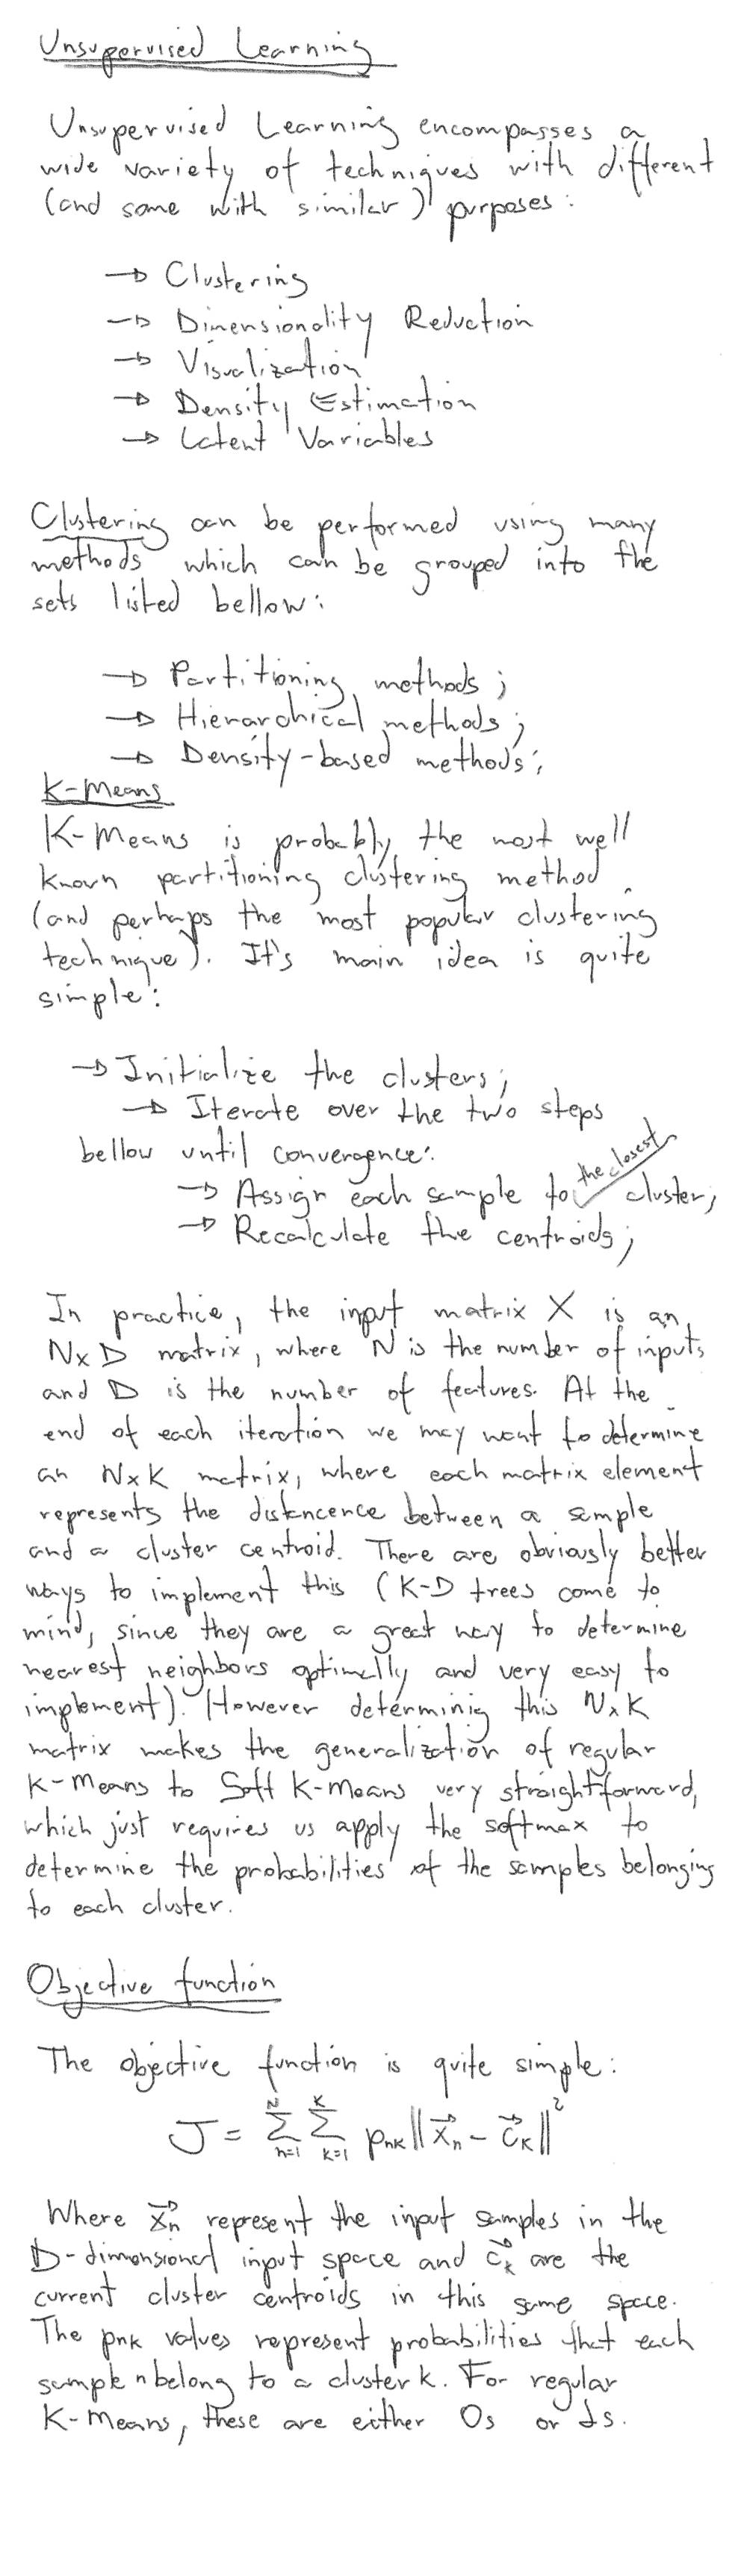 Unsupervised Learning
Unsupervised Learning encompasses a
wide variety of techniques with different
(and some with similar) purposes:
→ Clustering
→ Dimensionality Reduction
→ Visualization
→ Density Estimation
→ Latent Variables
Clustering can be performed using many
methods which can be grouped into the
sets listed bellow:
→ Partitioning methods;
→ Hierarchical methods;
→ Density-based methods;
K-Means
K-Means is probably the most well
known partitioning clustering method
(and perhaps the most popular clustering
technique). It's main idea is quite
simple:
→ Initialize the clusters;
→ Iterate over the two steps
bellow until convergence:
→ Assign each sample to the closest cluster;
→ Recalculate the centroids;
In practice, the input matrix X is an
NxD matrix, where N is the number of inputs
and D is the number of features. At the
end of each iteration we may want to determine
an NxK matrix, where each matrix element
represents the distancence between a sample
and a cluster centroid. There are obviously better
ways to implement this (K-D trees come to
mind, since they are a great way to determine
nearest neighbors optimally and very easy to
implement). However determinig this NxK
matrix makes the generalization of regular
K-means to Soft K-Means very straightforward,
which just requires us apply the softmax to
determine the probabilities of the samples belonging
to each cluster.
Objective function
The objective function is quite simple:
J = \sum_{n=1}^{N} \sum_{k=1}^{K} p_{nk} ||\vec{x}_n - \vec{c}_k||^2
Where \vec{x}_n represent the input samples in the
D-dimensional input space and \vec{c}_k are the
current cluster centroids in this same space.
The pnk values represent probabilities that each
sample n belong to a cluster k. For regular
K-Means, these are either 0s or 1s.